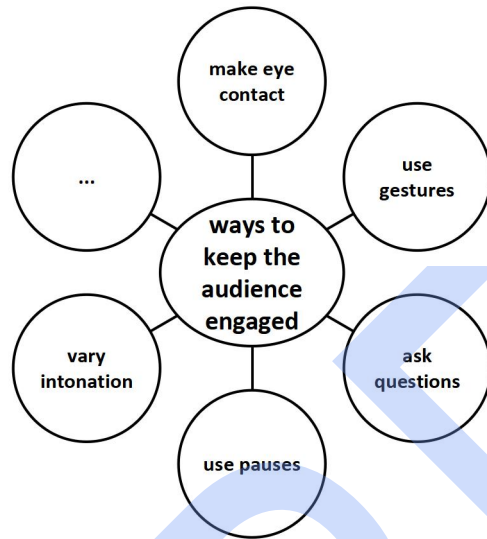 make eye
contact
use
gestures
...
ways to
keep the
audience
engaged
vary
intonation
ask
questions
use pauses